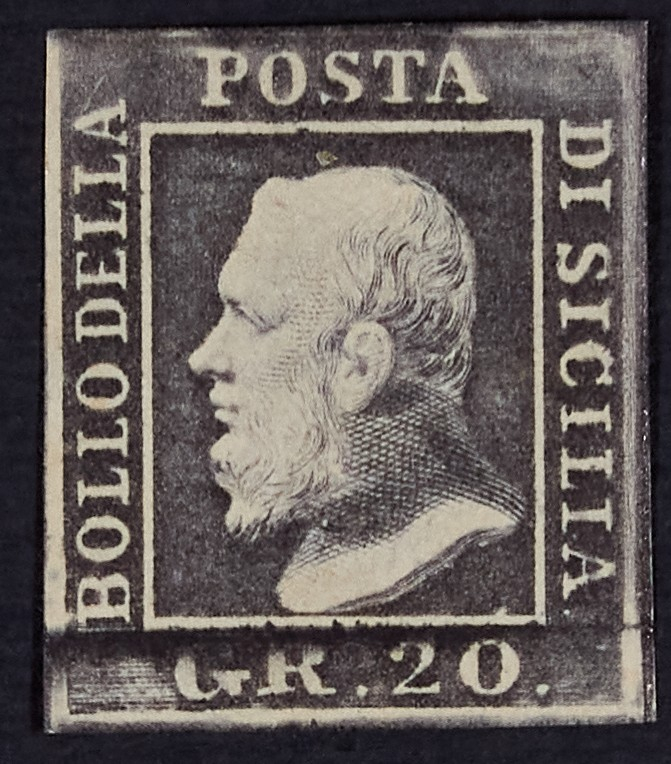 BOLLO DELLA
POSTA
DI SICILIA
GR. 20.